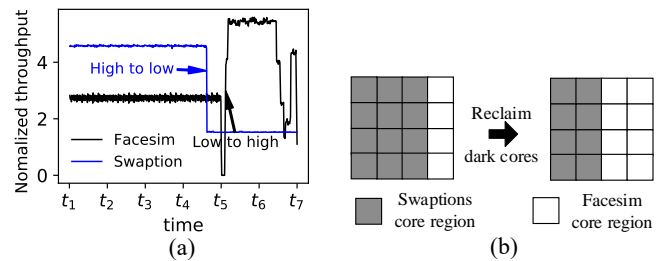 Nomalized throughput
4
2
0
High to low
Low to high
Facesim
Swaption
t1 t2 t3 t4 t5 t6 t7
time
(a)
Reclaim
dark cores
Swaptions
core region
Facesim
core region
(b)